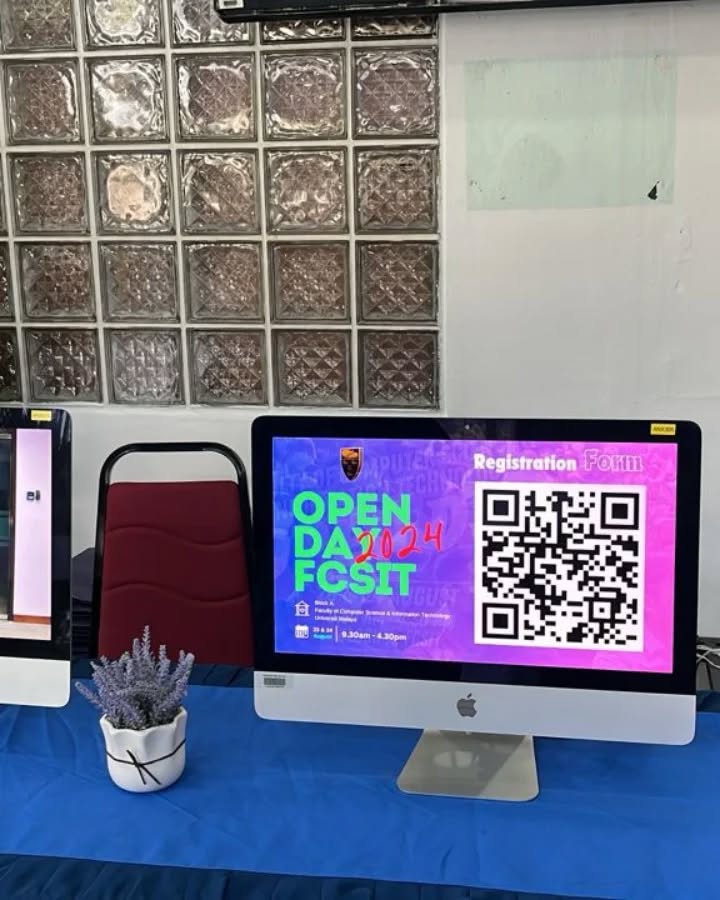 OPEN
DAY 2024
FCSIT
Block A,
Faculty of Computer Science & Information Technology
Universiti Malaya
August
9.30am - 4.30pm
Registration Form